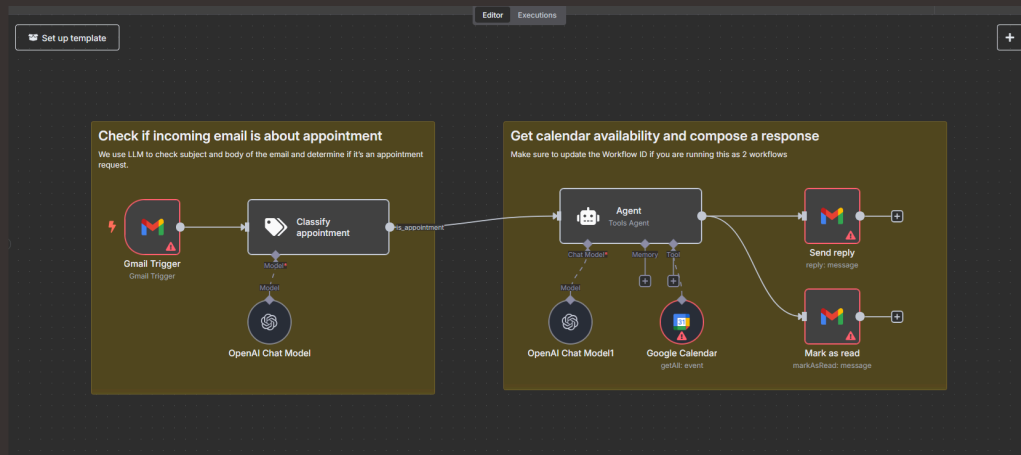 Editor
Executions
Set up template
Check if incoming email is about appointment
We use LLM to check subject and body of the email and determine if it's an appointment
request.
Gmail Trigger
Gmail Trigger
Classify
appointment
is_appointment
Model*
Model
OpenAI Chat Model
Get calendar availability and compose a response
Make sure to update the Workflow ID if you are running this as 2 workflows
Agent
Tools Agent
Chat Model*
Memory
Tool
Model
OpenAI Chat Model1
31
Google Calendar
getAll: event
Send reply
reply: message
Mark as read
markAsRead: message